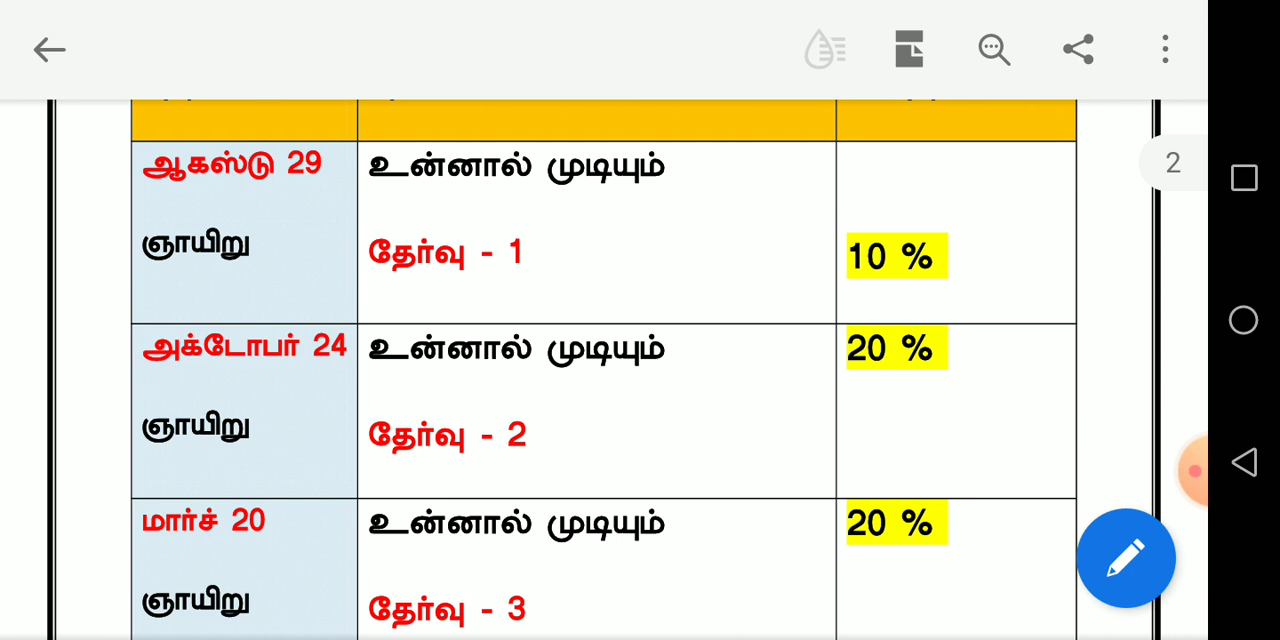 2
ஆகஸ்டு 29
ஞாயிறு
உன்னால் முடியும்
தேர்வு - 1
10 %
அக்டோபர் 24
ஞாயிறு
உன்னால் முடியும்
தேர்வு - 2
20 %
மார்ச் 20
ஞாயிறு
உன்னால் முடியும்
தேர்வு - 3
20 %